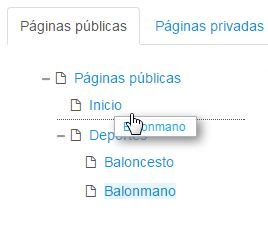 Páginas públicas Páginas privadas
Páginas públicas
Inicio
Balonmano
Deportes
Baloncesto
Balonmano